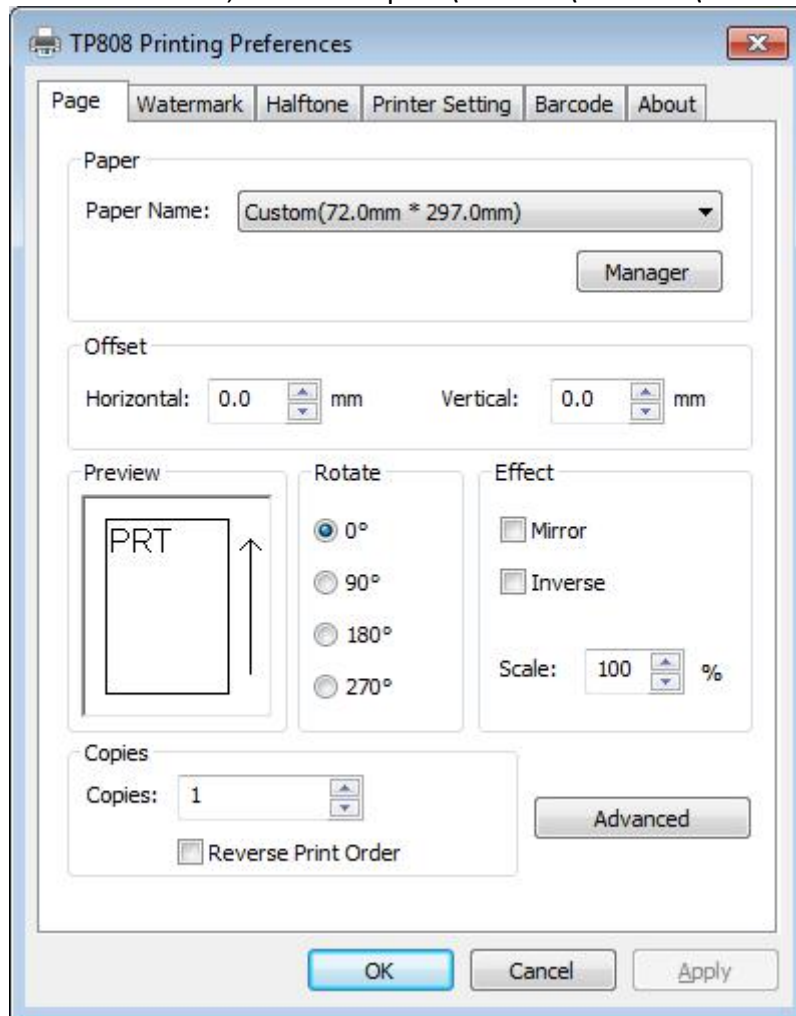 TP808 Printing Preferences
Page Watermark Halftone Printer Setting Barcode About
Paper
Paper Name: Custom(72.0mm * 297.0mm)
Manager
Offset
Horizontal: 0.0 mm Vertical: 0.0 mm
Preview Rotate Effect
PRT
0° Mirror
90° Inverse
180°
Scale: 100 %
270°
Copies
Copies: 1
Advanced
Reverse Print Order
OK Cancel Apply